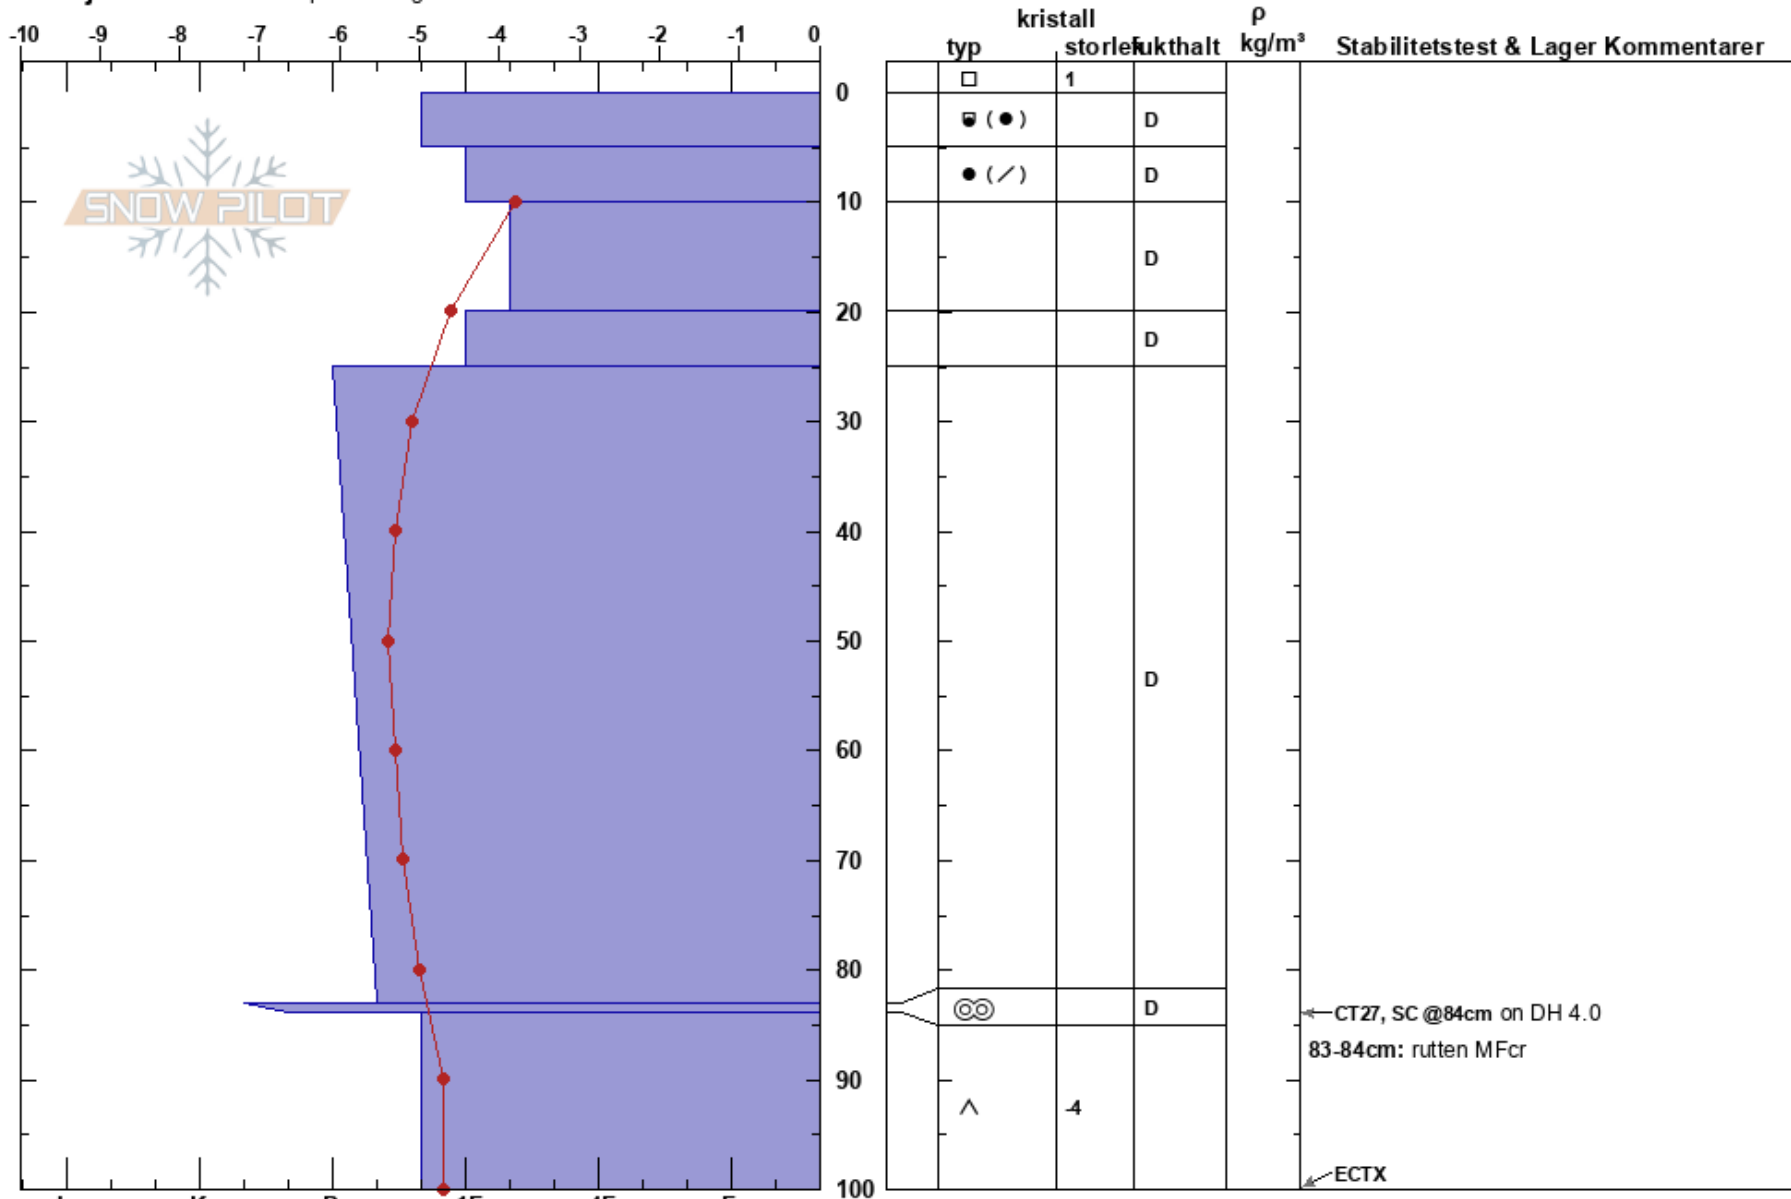 kristall
ρ
-10 -9 -8 -7 -6 -5 -4 -3 -2 -1 0
typ storlek fukthalt kg/m³ Stabilitetstest & Lager Kommentarer
1
0
(●) D
SNOW PILOT
● (/) D
10
D
20
D
30
40
50
D
60
70
80
D
CT27, SC @84cm on DH 4.0
83-84cm: rutten MFcr
90
-4
ECTX
100